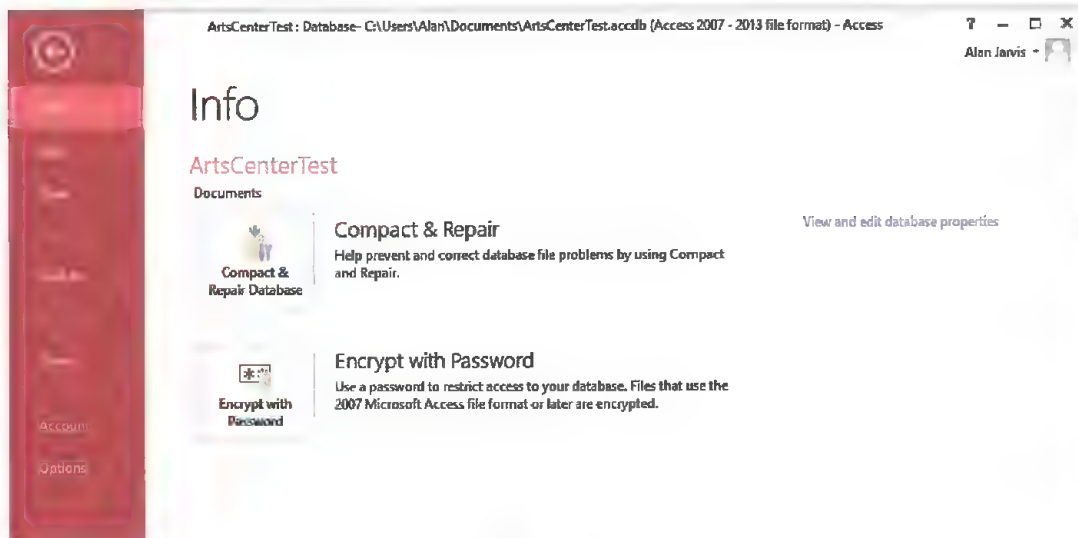 ArtsCenterTest : Database- C:\Users\Alan\Documents\ArtsCenterTest.accdb (Access 2007 - 2013 file format) - Access
? – □ X
Alan Jarvis
Info
ArtsCenterTest
Documents
Compact & Repair
Help prevent and correct database file problems by using Compact
and Repair.
Compact &
Repair Database
View and edit database properties
Encrypt with Password
Use a password to restrict access to your database. Files that use the
2007 Microsoft Access file format or later are encrypted.
Encrypt with
Password
Account
Options